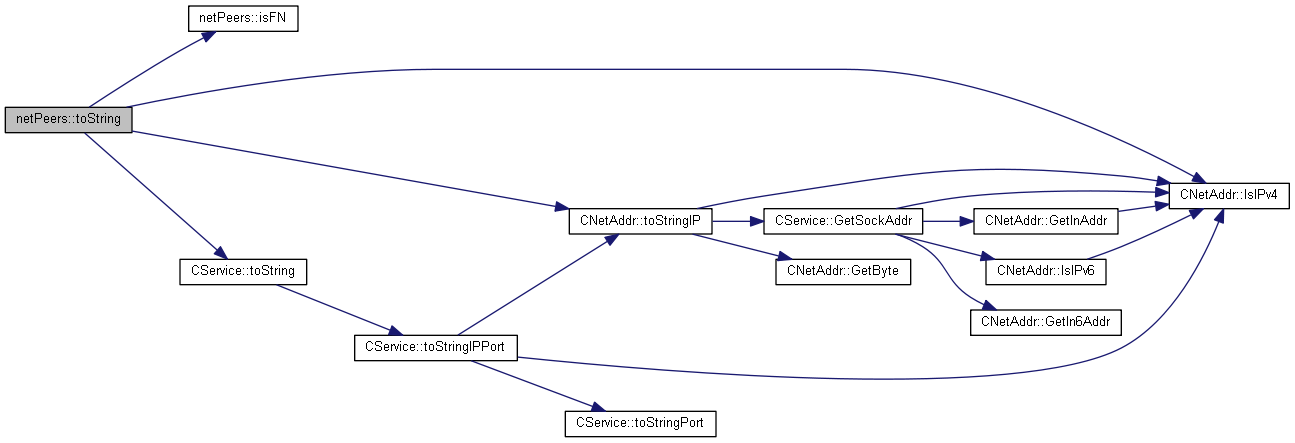 netPeers::isFN
netPeers::toString
CNetAddr::IsIPv4
CNetAddr::toStringIP
CService::GetSockAddr
CNetAddr::GetInAddr
CService::toString
CNetAddr::GetByte
CNetAddr::IsIPv6
CNetAddr::GetIn6Addr
CService::toStringIPPort
CService::toStringPort